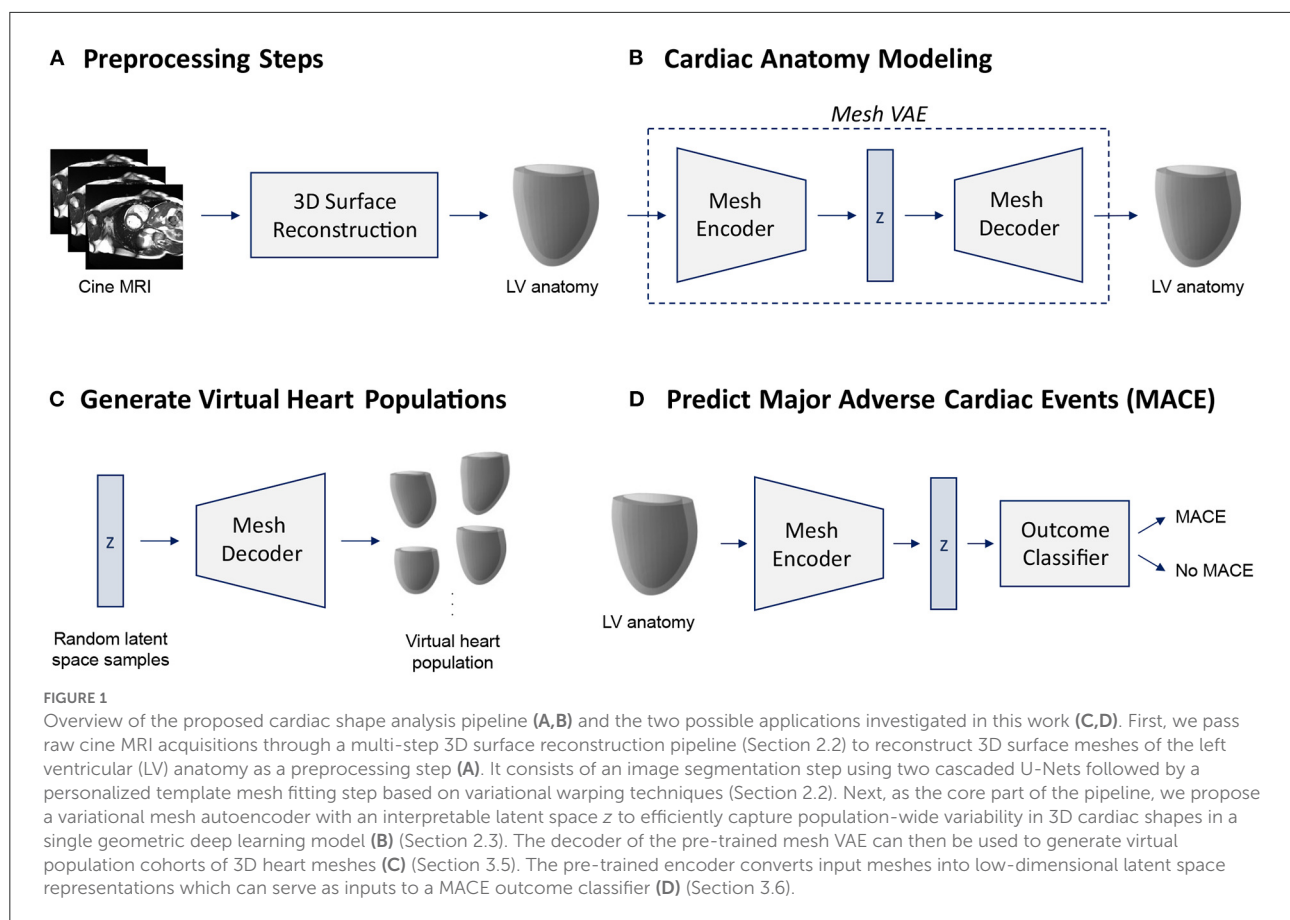 A Preprocessing Steps
Cine MRI
3D Surface
Reconstruction
LV anatomy
B Cardiac Anatomy Modeling
Mesh VAE
Mesh
Encoder
z
Mesh
Decoder
LV anatomy
C Generate Virtual Heart Populations
z
Random latent
space samples
Mesh
Decoder
Virtual heart
population
D Predict Major Adverse Cardiac Events (MACE)
LV anatomy
Mesh
Encoder
z
Outcome
Classifier
MACE
No MACE
FIGURE 1
Overview of the proposed cardiac shape analysis pipeline (A,B) and the two possible applications investigated in this work (C,D). First, we pass
raw cine MRI acquisitions through a multi-step 3D surface reconstruction pipeline (Section 2.2) to reconstruct 3D surface meshes of the left
ventricular (LV) anatomy as a preprocessing step (A). It consists of an image segmentation step using two cascaded U-Nets followed by a
personalized template mesh fitting step based on variational warping techniques (Section 2.2). Next, as the core part of the pipeline, we propose
a variational mesh autoencoder with an interpretable latent space z to efficiently capture population-wide variability in 3D cardiac shapes in a
single geometric deep learning model (B) (Section 2.3). The decoder of the pre-trained mesh VAE can then be used to generate virtual
population cohorts of 3D heart meshes (C) (Section 3.5). The pre-trained encoder converts input meshes into low-dimensional latent space
representations which can serve as inputs to a MACE outcome classifier (D) (Section 3.6).